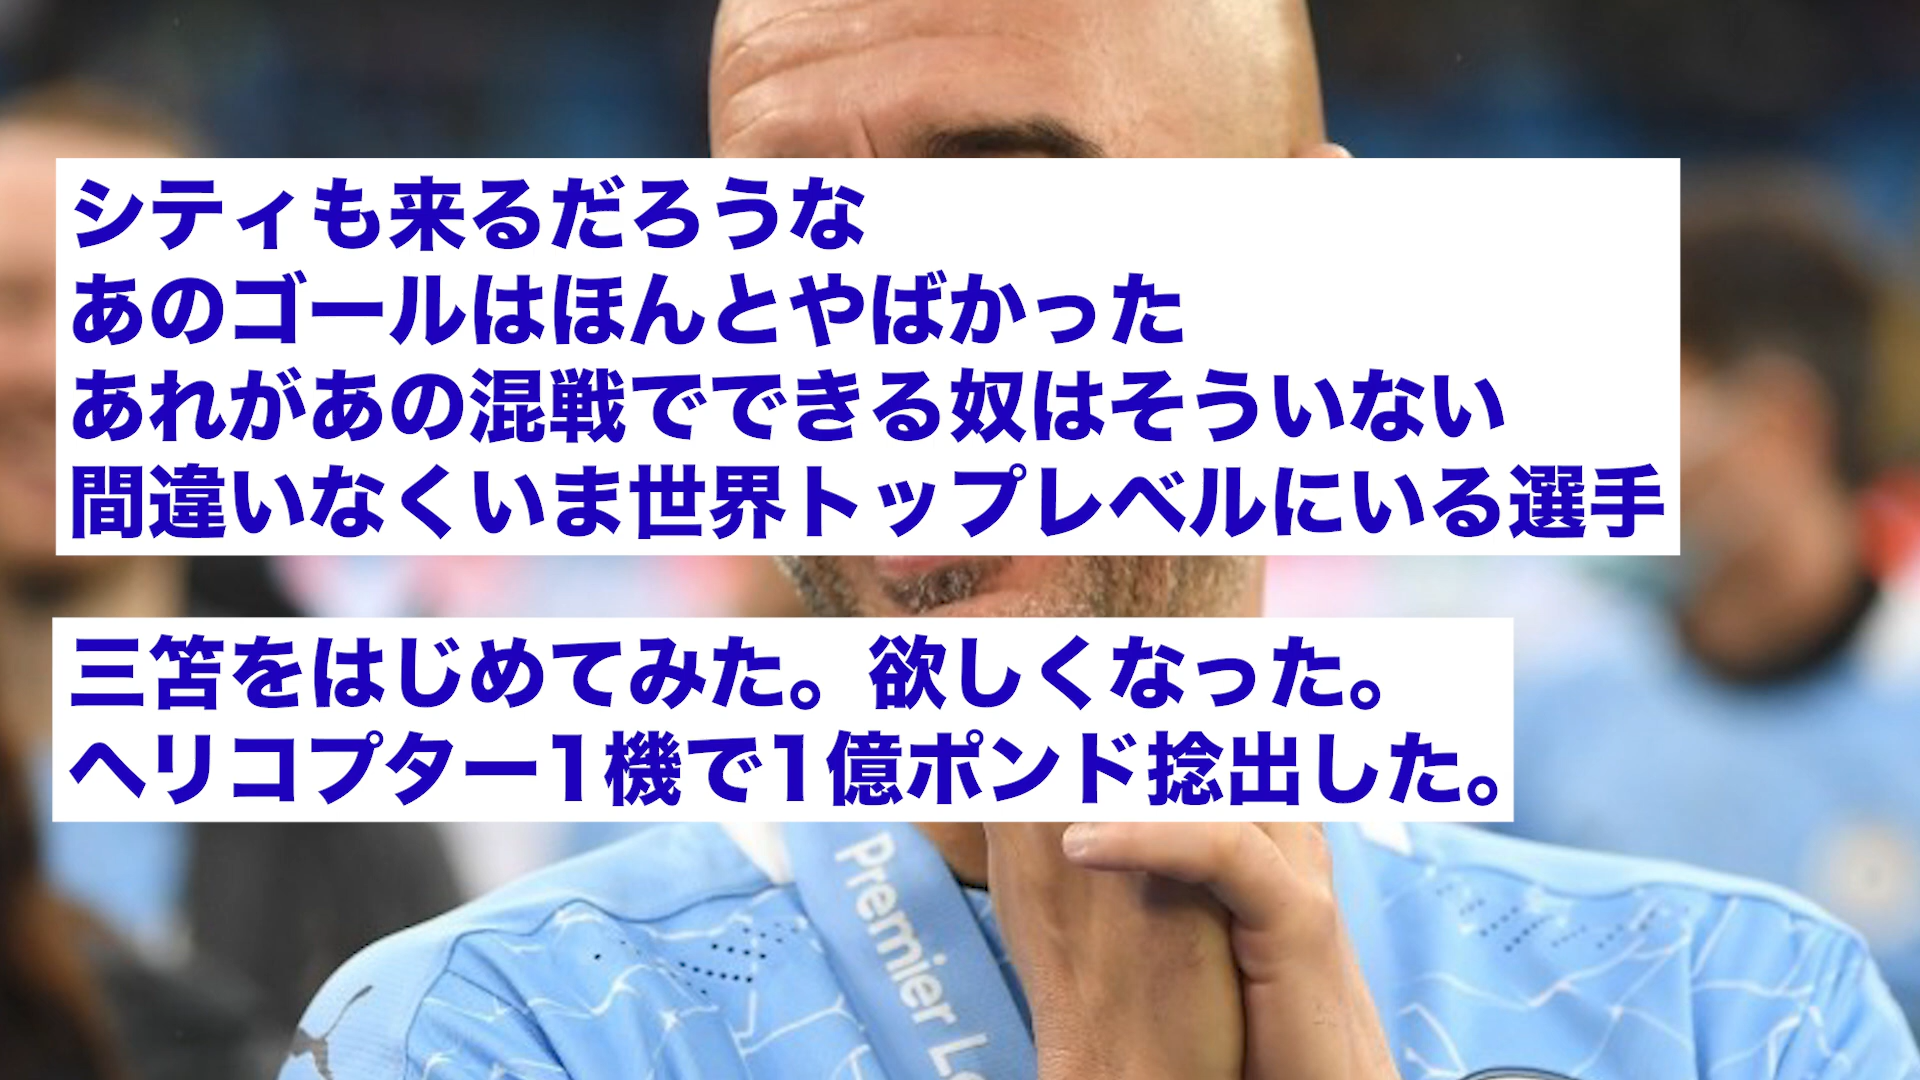 シティも来るだろうな
あのゴールはほんとやばかった
あれがあの混戦でできる奴はそういない
間違いなくいま世界トップレベルにいる選手
三笘をはじめてみた。欲しくなった。
ヘリコプター1機で1億ポンド捻出した。
Premier